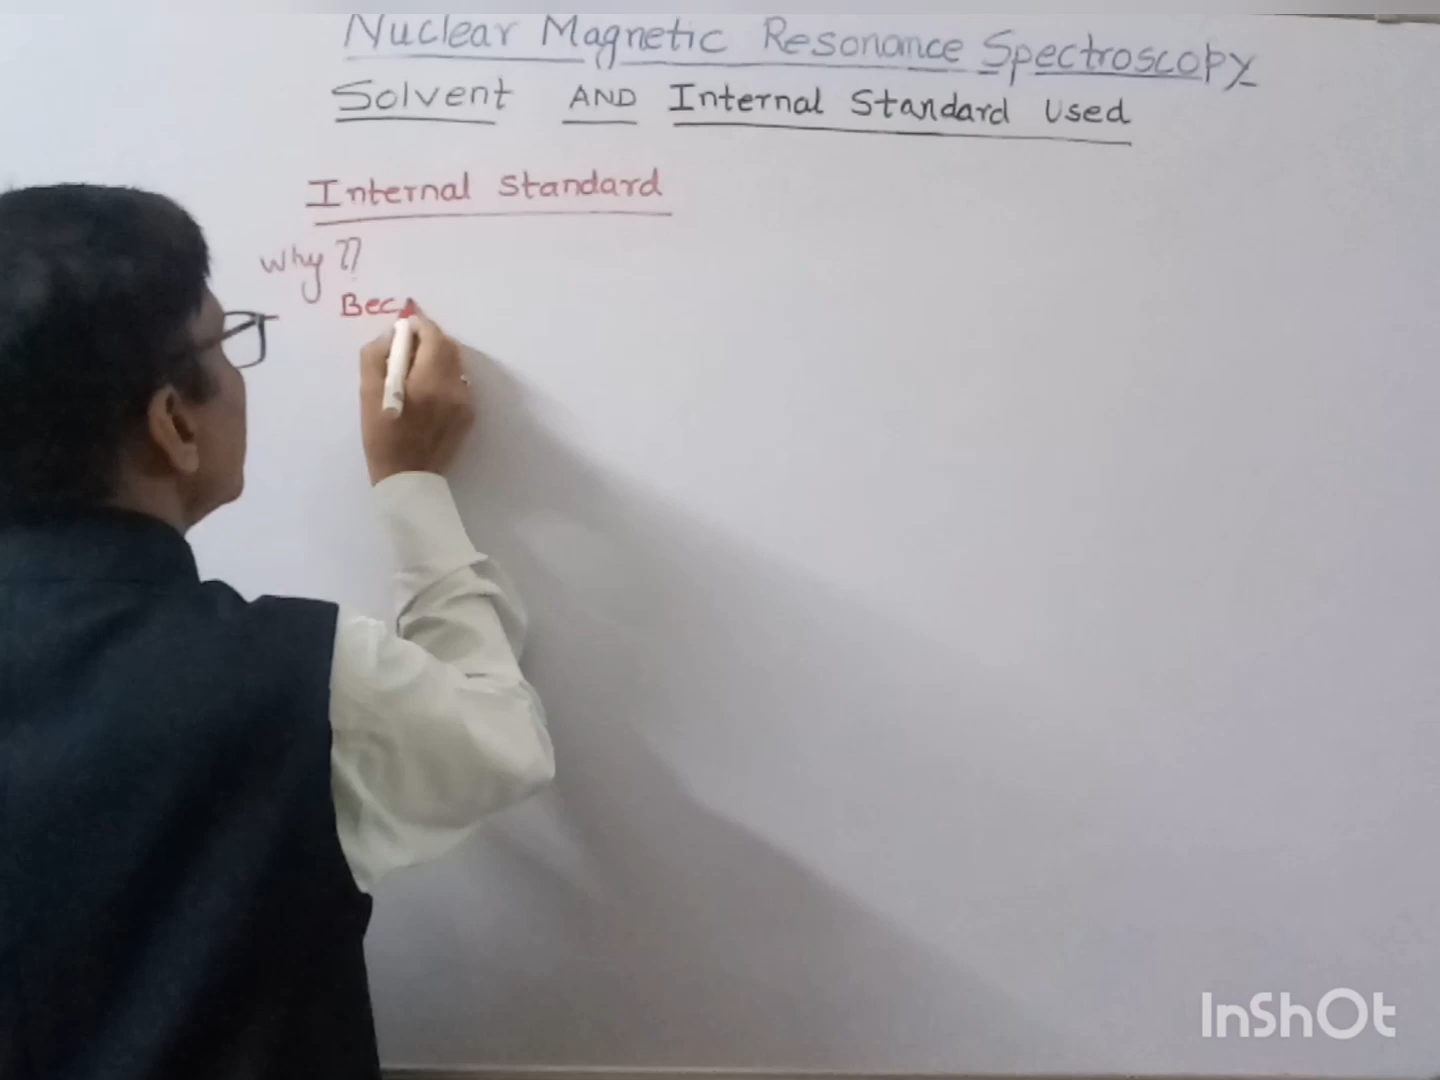 Nuclear Magnetic Resonance Spectroscopy
Solvent AND Internal Standard Used
Internal Standard
Why ??
Bec
InShOt